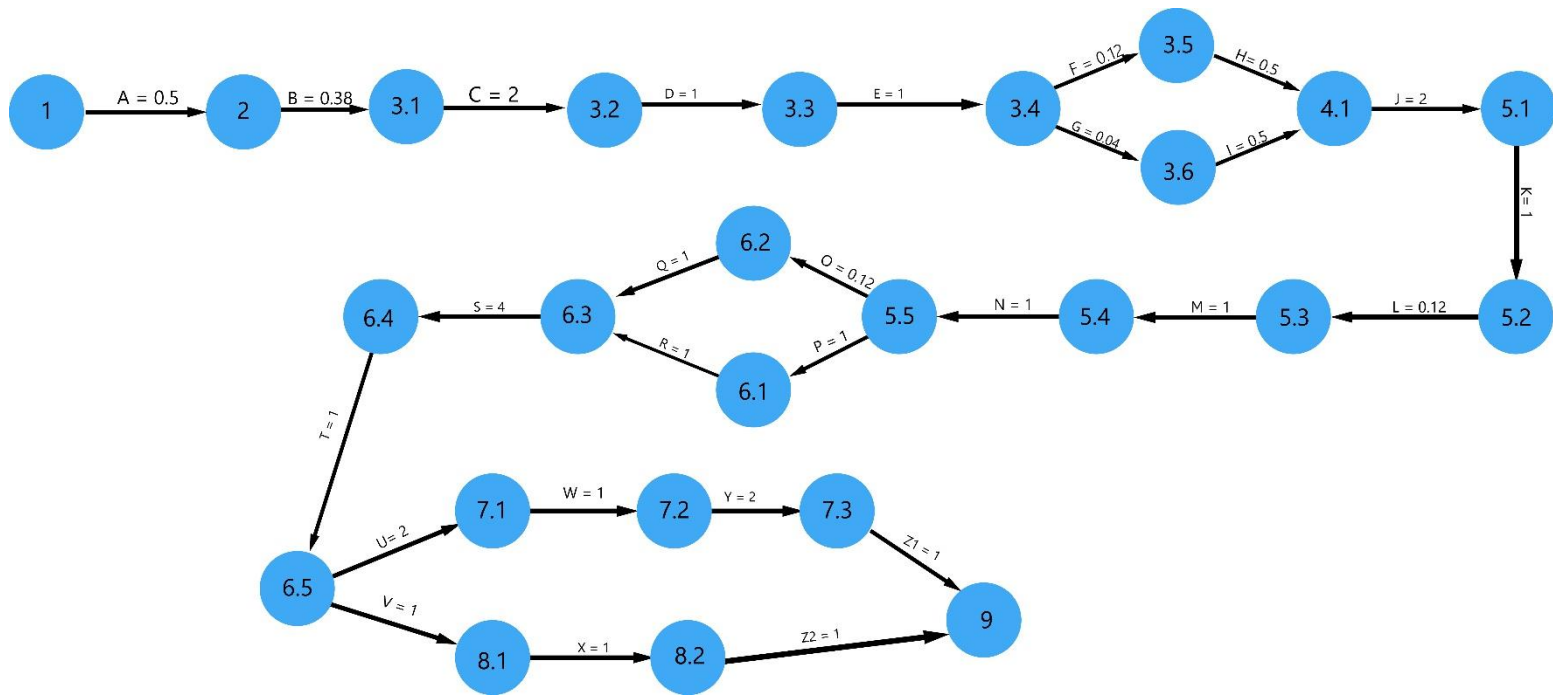 1
A = 0.5
2
B = 0.38
3.1
C = 2
3.2
D = 1
3.3
E = 1
3.4
F = 0.12
3.5
H= 0.5
G = 0.04
3.6
I = 0.5
4.1
J = 2
5.1
K= 1
5.2
L = 0.12
5.3
M = 1
5.4
N = 1
5.5
O = 0.12
6.2
Q = 1
P = 1
6.1
R = 1
6.3
S = 4
6.4
T = 1
6.5
U= 2
7.1
W = 1
7.2
Y = 2
7.3
Z1 = 1
V = 1
8.1
X = 1
8.2
Z2 = 1
9